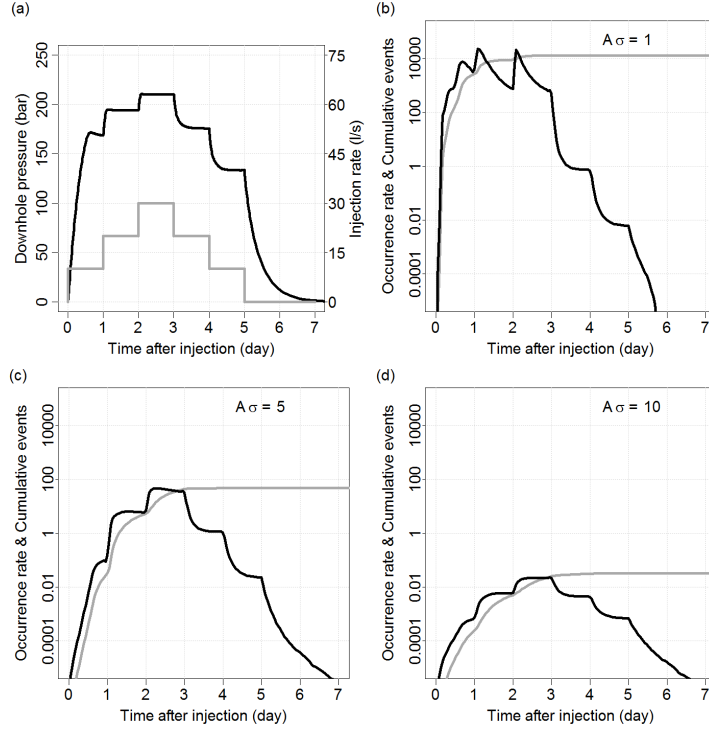 (a)
Downhole pressure (bar)
0 50 100 150 200 250
Injection rate (l/s)
0 15 30 45 60 75
0 1 2 3 4 5 6 7
Time after injection (day)
(b)
A σ = 1
Occurrence rate & Cumulative events
0.0001 0.01 1 100 10000
0 1 2 3 4 5 6 7
Time after injection (day)
(c)
A σ = 5
Occurrence rate & Cumulative events
0.0001 0.01 1 100 10000
0 1 2 3 4 5 6 7
Time after injection (day)
(d)
A σ = 10
Occurrence rate & Cumulative events
0.0001 0.01 1 100 10000
0 1 2 3 4 5 6 7
Time after injection (day)